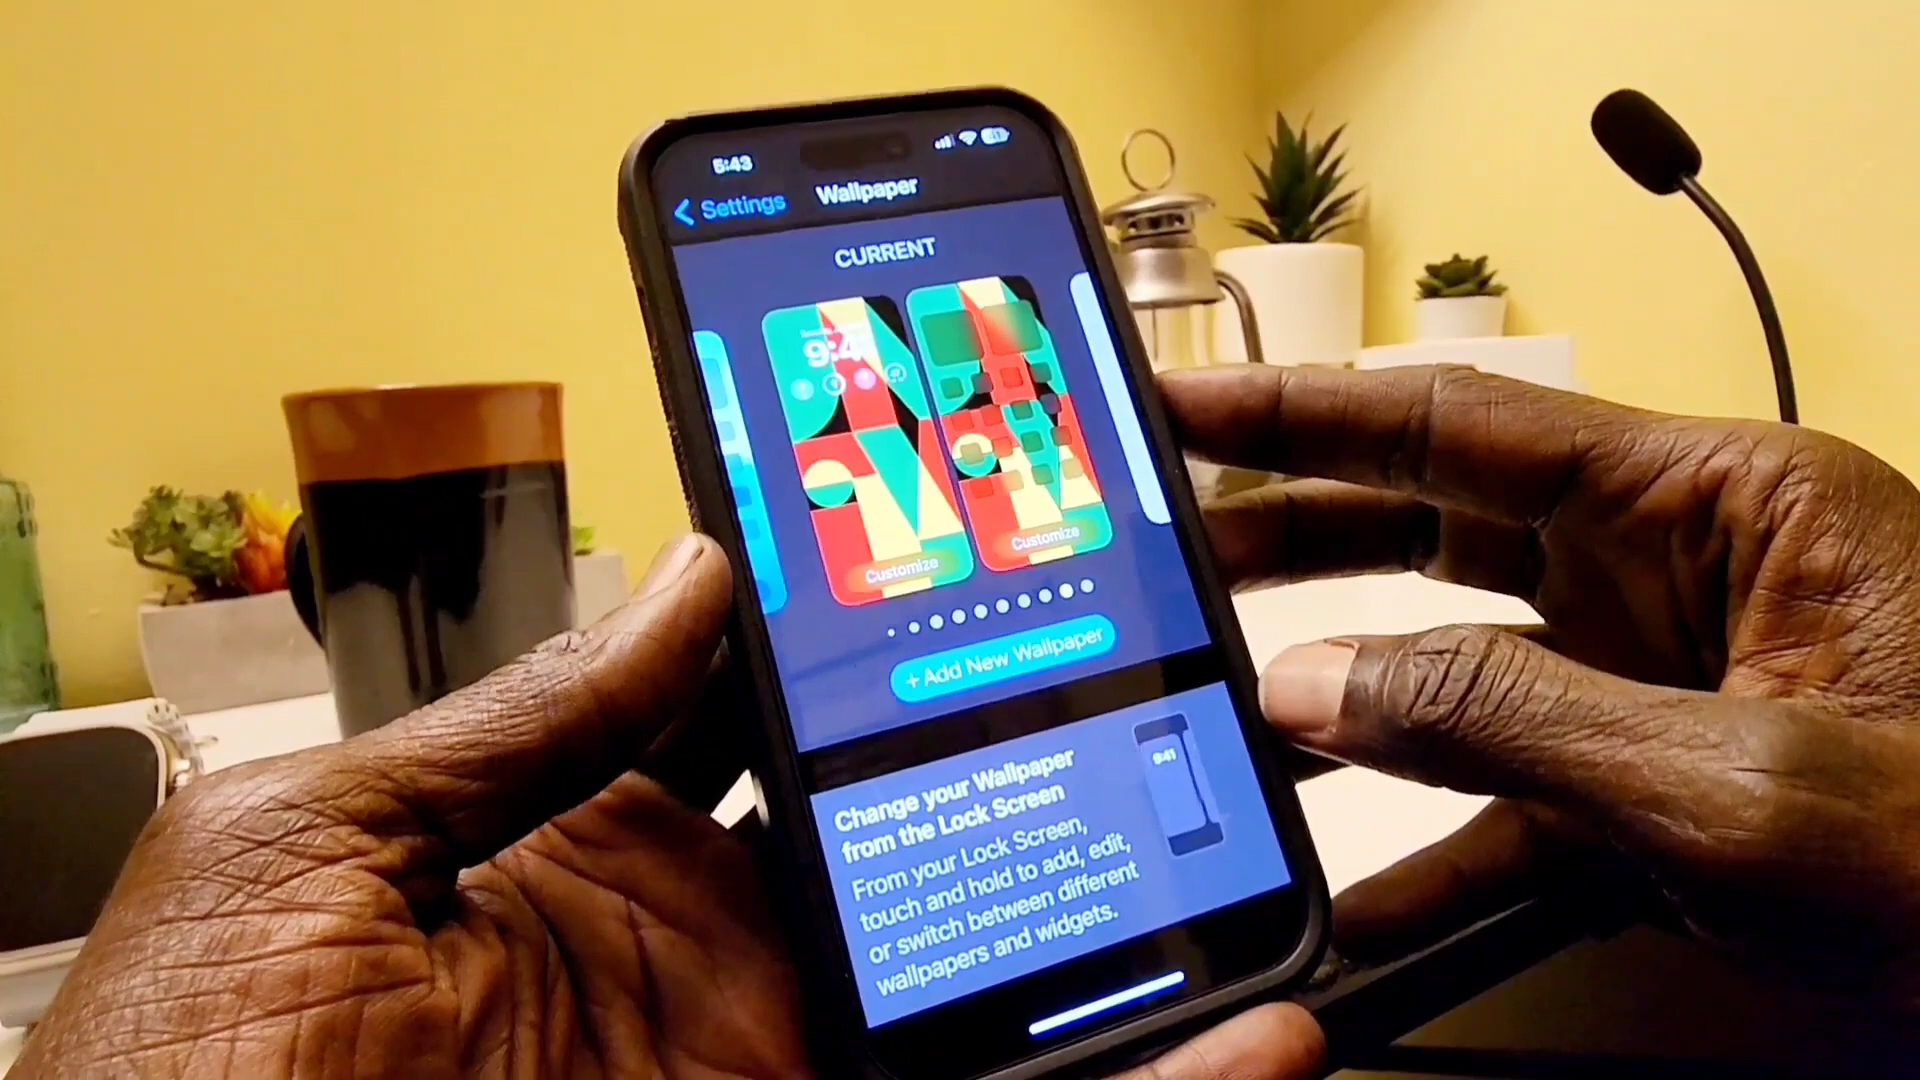 5:43
Settings
Wallpaper
CURRENT
Customize
Customize
+ Add New Wallpaper
Change your Wallpaper
from the Lock Screen
9:41
From your Lock Screen,
touch and hold to add, edit,
or switch between different
wallpapers and widgets.